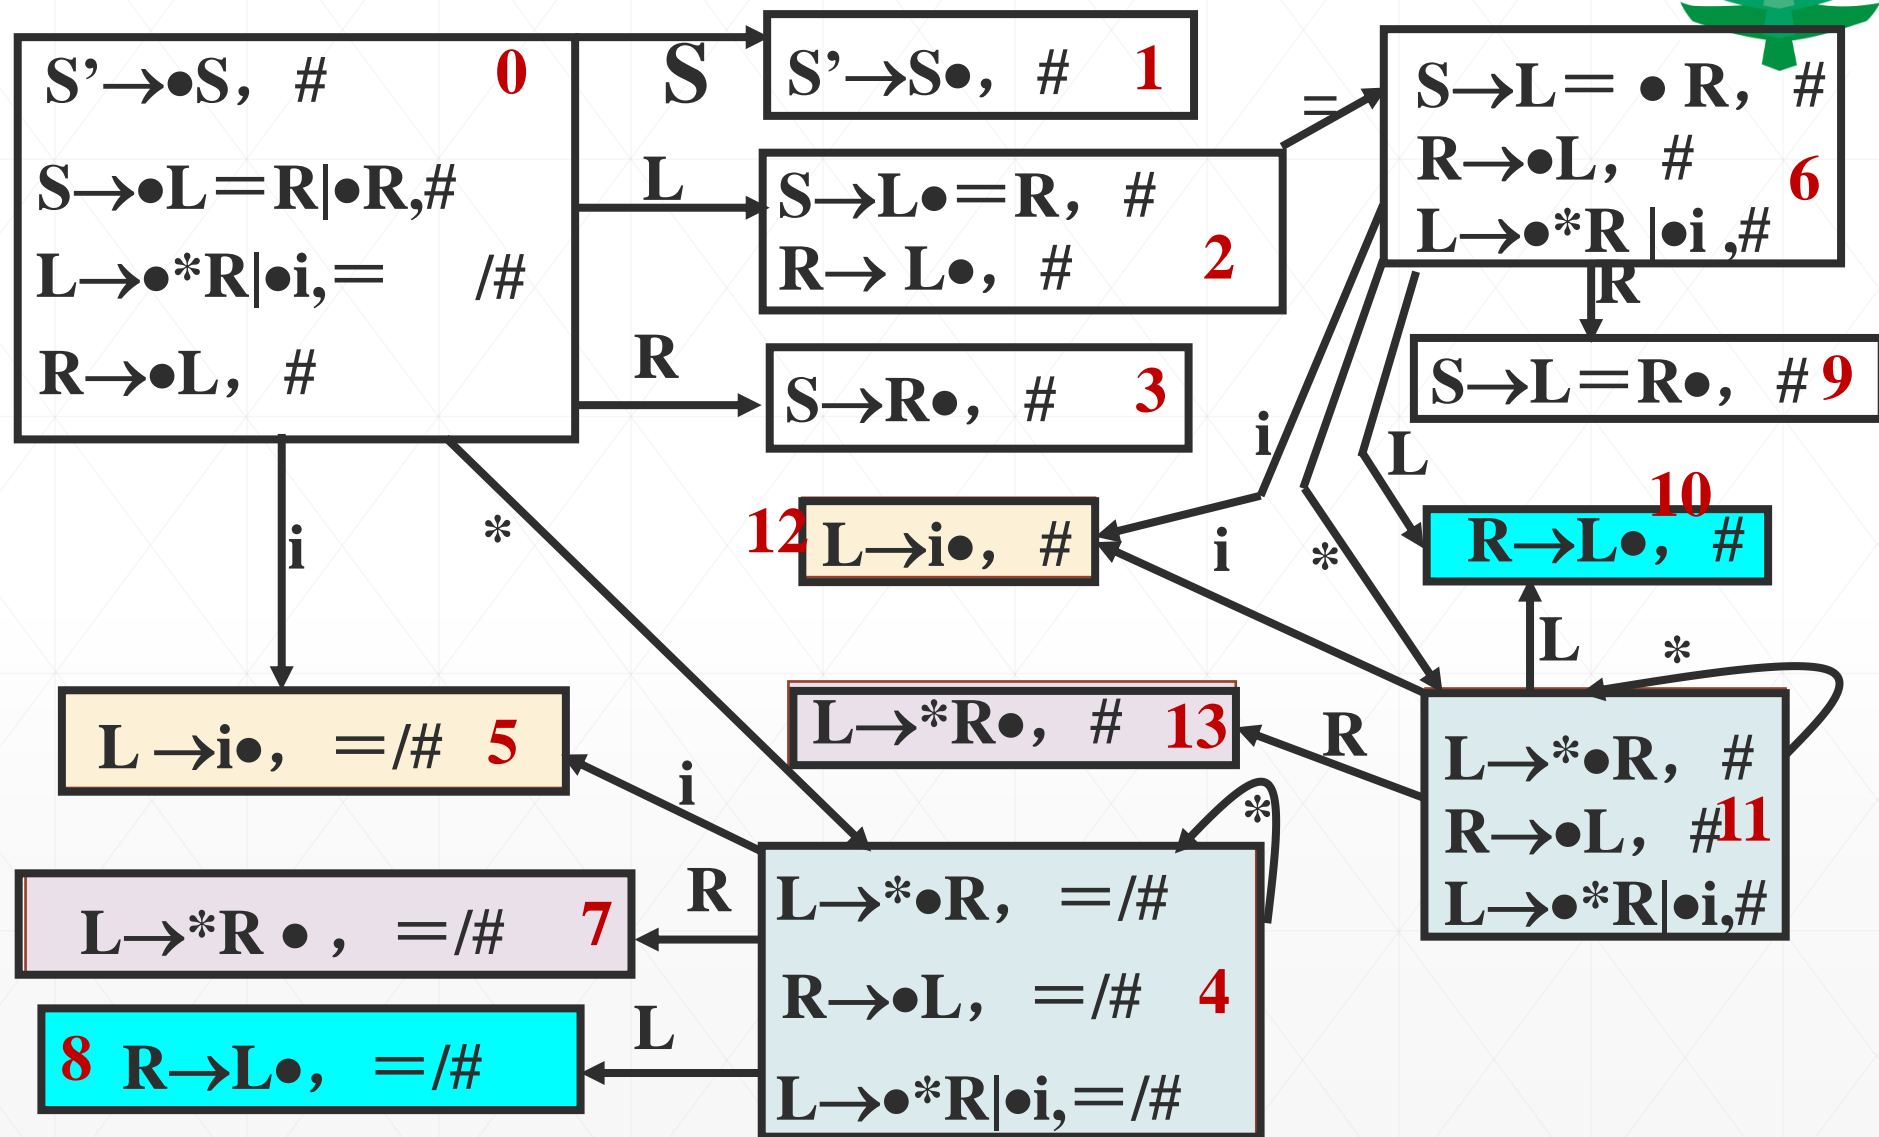 S’→•S, # 0
S→•L=R|•R,#
L→•*R|•i,= /#
R→•L, #
S
S’→S•, # 1
L
S→L•=R, #
R→ L•, # 2
R
S→R•, # 3
=
S→L= • R, #
R→•L, #
6
L→•*R |•i ,#
R
S→L=R•, # 9
i
*
L
10
R→L•, #
12 L→i•, #
i
*
i
L
*
L →i•, =/# 5
L→*R•, # 13
R
L→*•R, #
R→•L, # 11
L→•*R|•i,#
i
*
L→*•R, =/#
R→•L, =/# 4
L→•*R|•i,=/#
R
L→*R • , =/# 7
L
8 R→L•, =/#